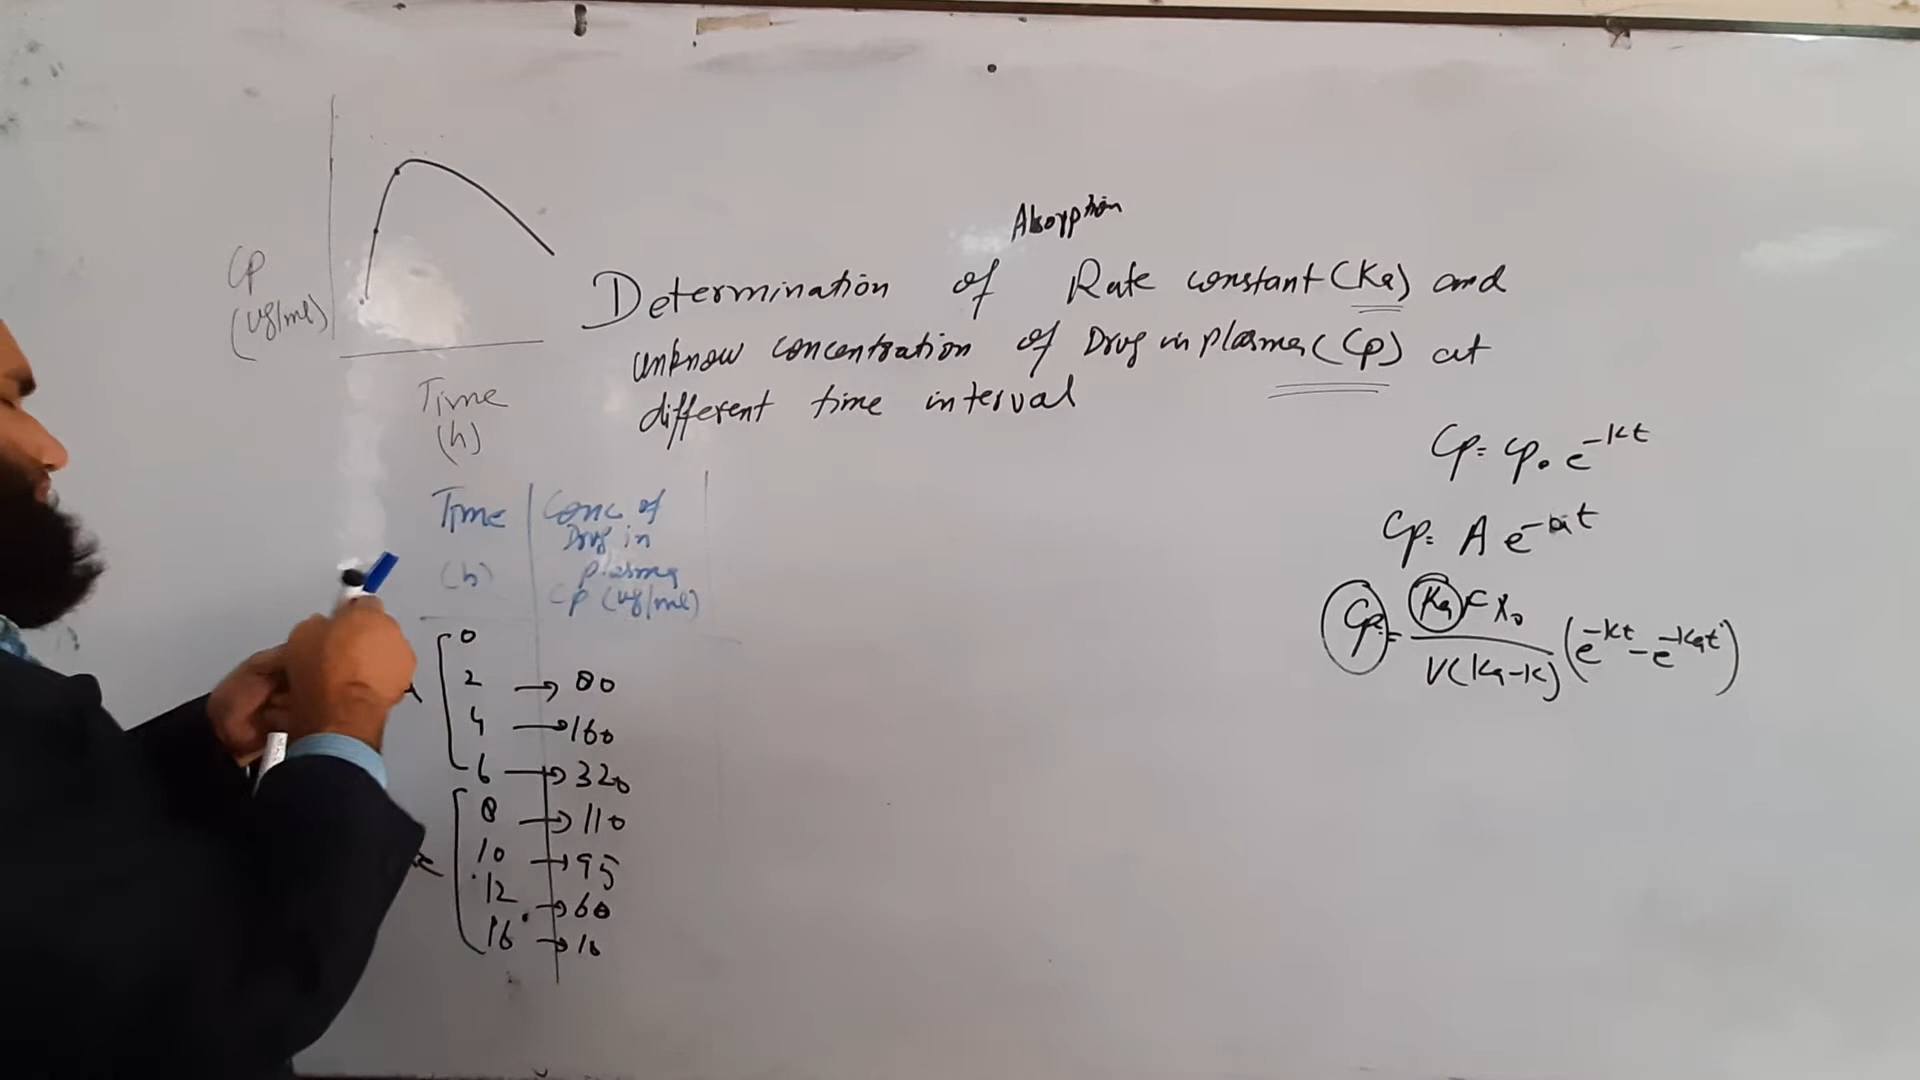 Cp
(ug/ml)
Time
(h)
Absorption
Determination of Rate constant (Ka) and
unknow concentration of Drug in plasma (Cp) at
different time interval
Cp = Cp₀ e^-kt
Cp = A e^-at
Cp = Ka F X₀ / V(Ka-K) (e^-kt - e^-kat)
Time | Conc of
Drug in
(h) plasma
Cp (ug/ml)
0
2 → 80
4 → 160
6 → 320
8 → 110
10 → 95
12 → 60
16 → 10